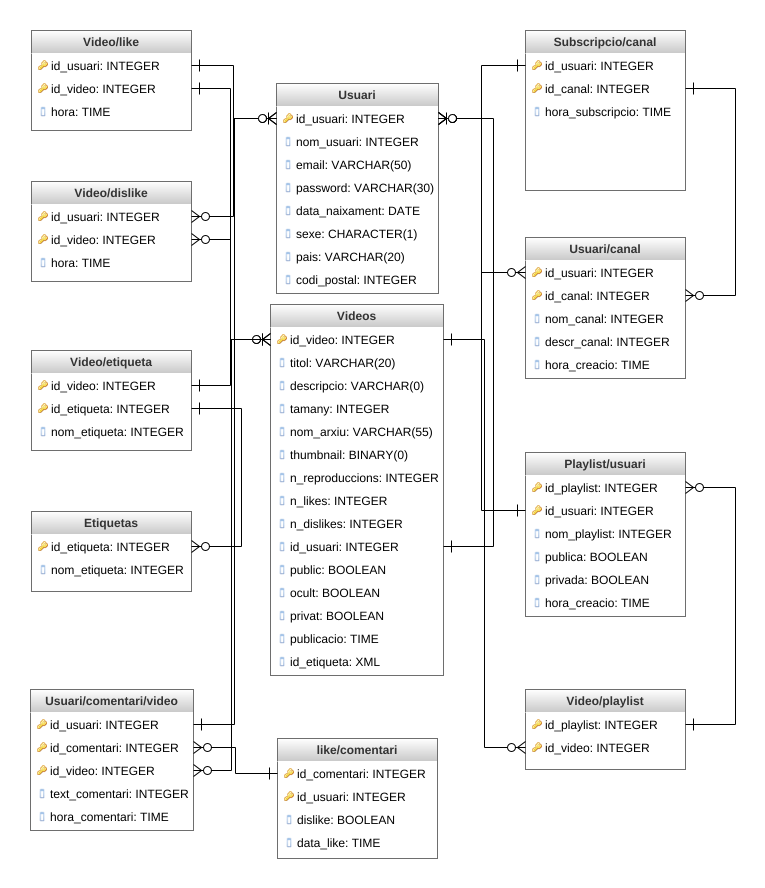 Video/like
id_usuari: INTEGER
id_video: INTEGER
hora: TIME
Video/dislike
id_usuari: INTEGER
id_video: INTEGER
hora: TIME
Video/etiqueta
id_video: INTEGER
id_etiqueta: INTEGER
nom_etiqueta: INTEGER
Etiquetas
id_etiqueta: INTEGER
nom_etiqueta: INTEGER
Usuari/comentari/video
id_usuari: INTEGER
id_comentari: INTEGER
id_video: INTEGER
text_comentari: INTEGER
hora_comentari: TIME
Usuari
id_usuari: INTEGER
nom_usuari: INTEGER
email: VARCHAR(50)
password: VARCHAR(30)
data_naixament: DATE
sexe: CHARACTER(1)
pais: VARCHAR(20)
codi_postal: INTEGER
Videos
id_video: INTEGER
titol: VARCHAR(20)
descripcio: VARCHAR(0)
tamany: INTEGER
nom_arxiu: VARCHAR(55)
thumbnail: BINARY(0)
n_reproduccions: INTEGER
n_likes: INTEGER
n_dislikes: INTEGER
id_usuari: INTEGER
public: BOOLEAN
ocult: BOOLEAN
privat: BOOLEAN
publicacio: TIME
id_etiqueta: XML
like/comentari
id_comentari: INTEGER
id_usuari: INTEGER
dislike: BOOLEAN
data_like: TIME
Subscripcio/canal
id_usuari: INTEGER
id_canal: INTEGER
hora_subscripcio: TIME
Usuari/canal
id_usuari: INTEGER
id_canal: INTEGER
nom_canal: INTEGER
descr_canal: INTEGER
hora_creacio: TIME
Playlist/usuari
id_playlist: INTEGER
id_usuari: INTEGER
nom_playlist: INTEGER
publica: BOOLEAN
privada: BOOLEAN
hora_creacio: TIME
Video/playlist
id_playlist: INTEGER
id_video: INTEGER